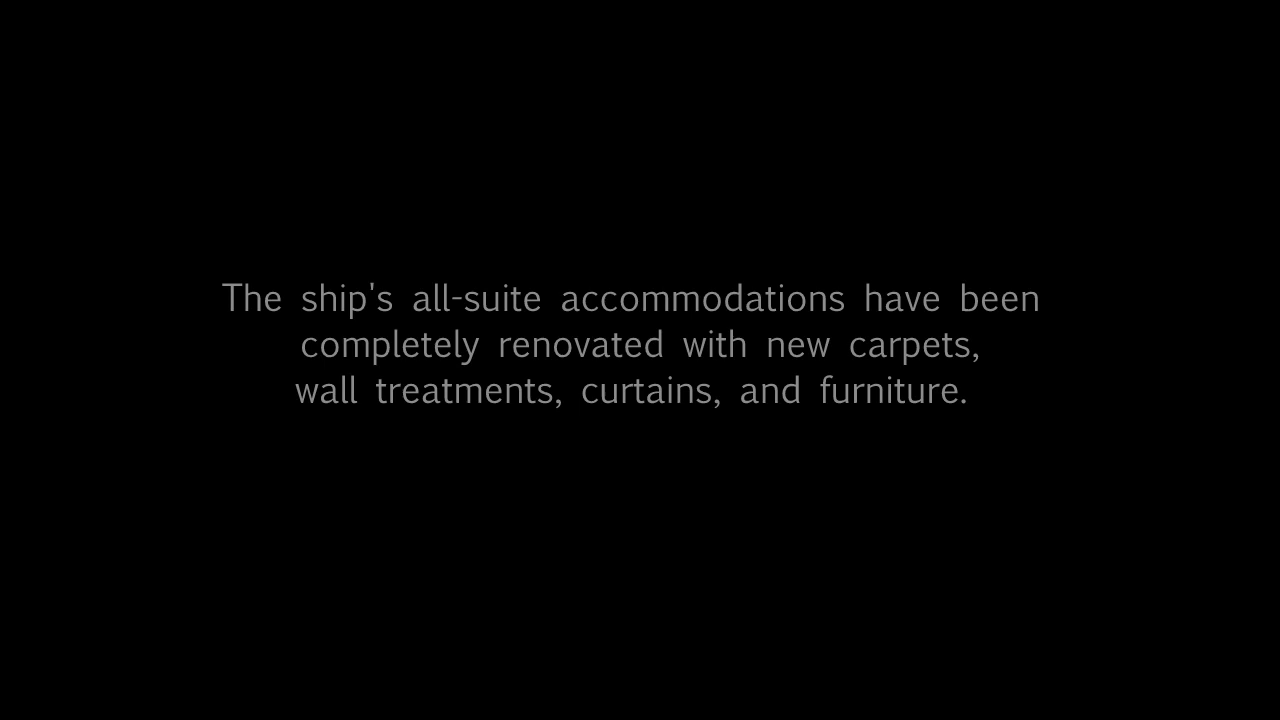 The ship's all-suite accommodations have been
completely renovated with new carpets,
wall treatments, curtains, and furniture.